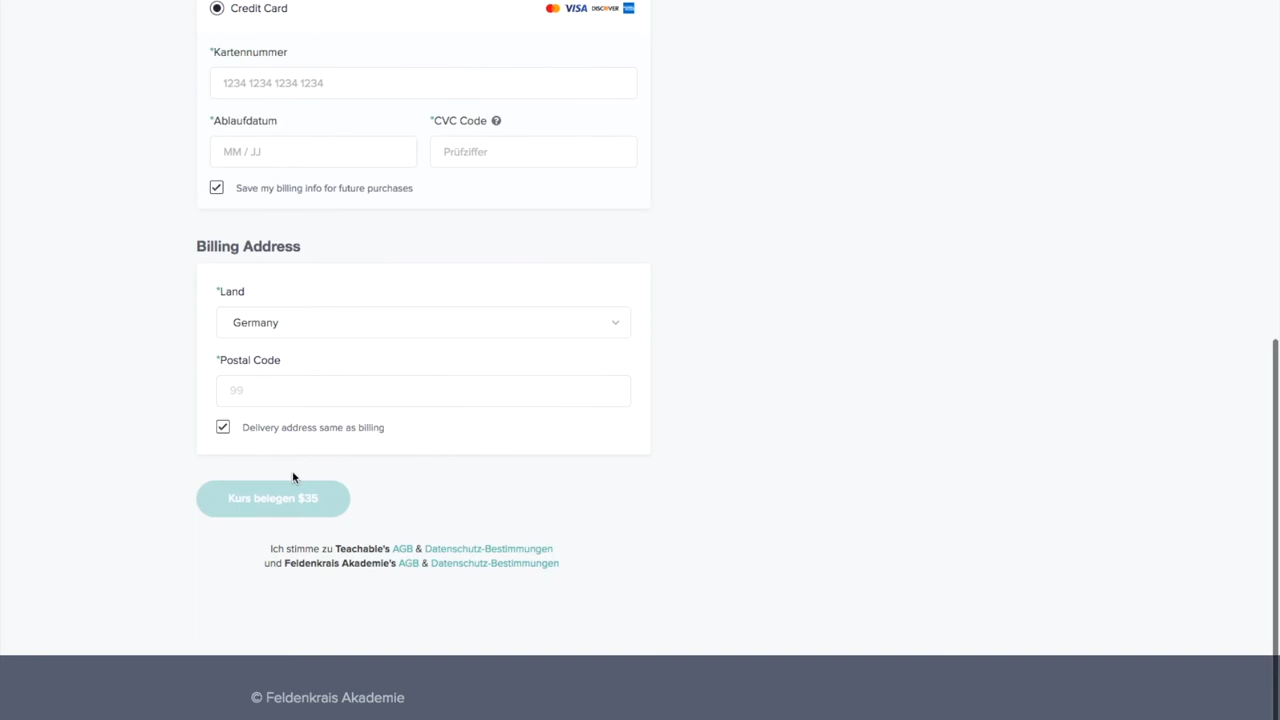 Credit Card VISA DISCOVER
*Kartennummer
1234 1234 1234 1234
*Ablaufdatum *CVC Code ?
MM / JJ Prüfziffer
Save my billing info for future purchases
Billing Address
*Land
Germany
*Postal Code
99
Delivery address same as billing
Kurs belegen $35
Ich stimme zu Teachable's AGB & Datenschutz-Bestimmungen
und Feldenkrais Akademie's AGB & Datenschutz-Bestimmungen
© Feldenkrais Akademie